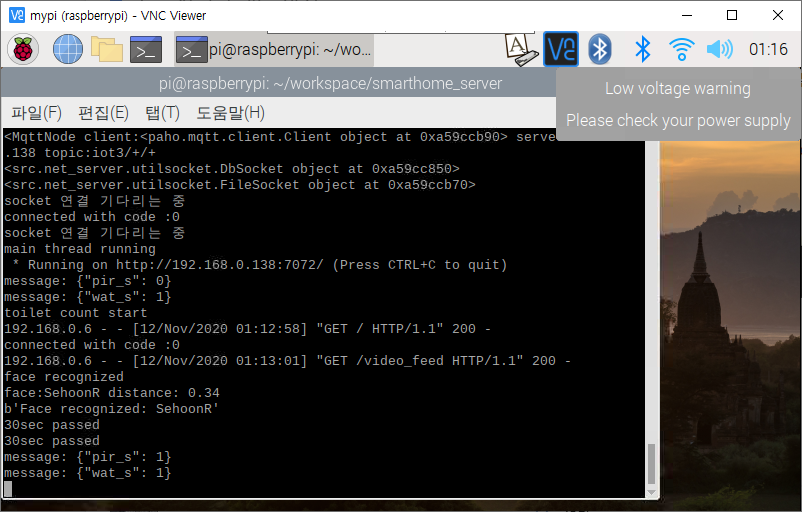 mypi (raspberrypi) - VNC Viewer
pi@raspberrypi: ~/wo...
01:16
pi@raspberrypi: ~/workspace/smarthome_server
Low voltage warning
Please check your power supply
파일(F) 편집(E) 탭(T) 도움말(H)
<MqttNode client:<paho.mqtt.client.Client object at 0xa59ccb90> serve
.138 topic:iot3/+/+
<src.net_server.utilsocket.DbSocket object at 0xa59cc850>
<src.net_server.utilsocket.FileSocket object at 0xa59ccb70>
socket 연결 기다리는 중
connected with code :0
socket 연결 기다리는 중
main thread running
 * Running on http://192.168.0.138:7072/ (Press CTRL+C to quit)
message: {"pir_s": 0}
message: {"wat_s": 1}
toilet count start
192.168.0.6 - - [12/Nov/2020 01:12:58] "GET / HTTP/1.1" 200 -
connected with code :0
192.168.0.6 - - [12/Nov/2020 01:13:01] "GET /video_feed HTTP/1.1" 200 -
face recognized
face:SehoonR distance: 0.34
b'Face recognized: SehoonR'
30sec passed
30sec passed
message: {"pir_s": 1}
message: {"wat_s": 1}